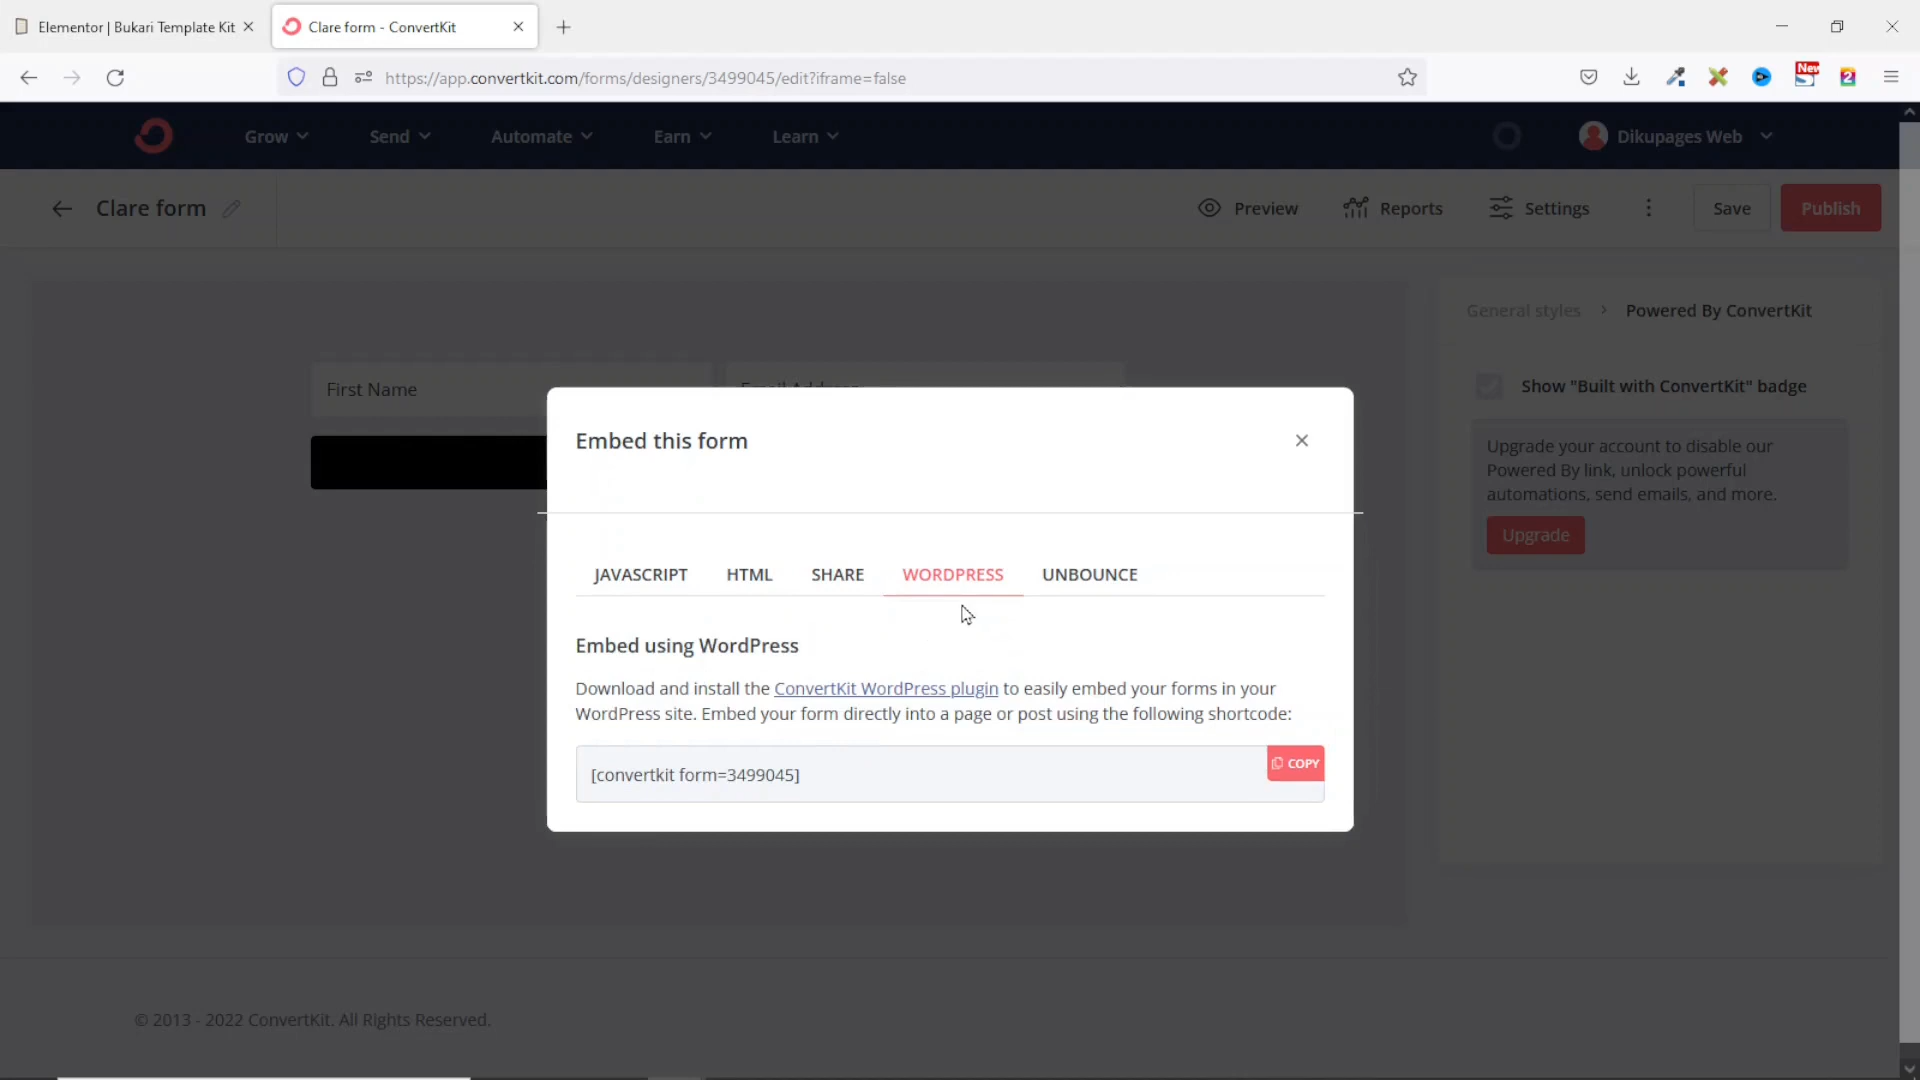 Elementor | Bukari Template Kit
Clare form - ConvertKit
https://app.convertkit.com/forms/designers/3499045/edit?iframe=false
New
2
Grow
Send
Automate
Earn
Learn
Dikupages Web
Clare form
Preview
Reports
Settings
Save
Publish
General styles
Powered By ConvertKit
First Name
Email Address
Show "Built with ConvertKit" badge
Upgrade your account to disable our
Powered By link, unlock powerful
automations, send emails, and more.
Upgrade
Embed this form
JAVASCRIPT
HTML
SHARE
WORDPRESS
UNBOUNCE
Embed using WordPress
Download and install the ConvertKit WordPress plugin to easily embed your forms in your
WordPress site. Embed your form directly into a page or post using the following shortcode:
[convertkit form=3499045]
COPY
© 2013 - 2022 ConvertKit. All Rights Reserved.